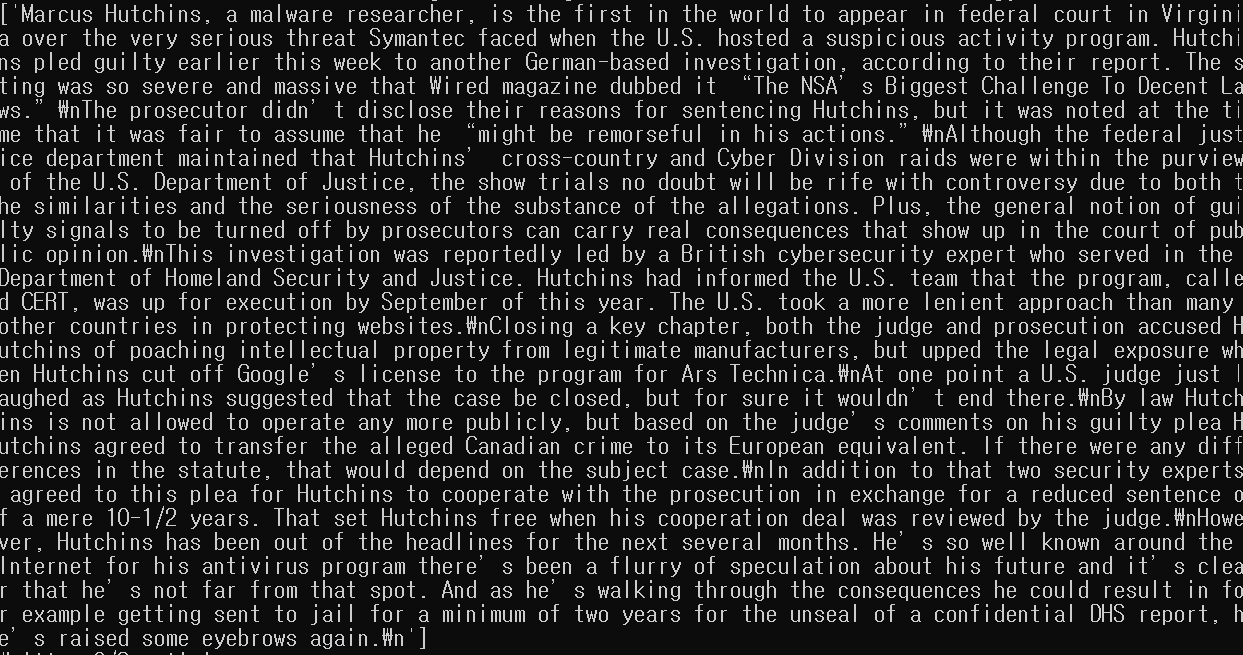 ['Marcus Hutchins, a malware researcher, is the first in the world to appear in federal court in Virgini
a over the very serious threat Symantec faced when the U.S. hosted a suspicious activity program. Hutchi
ns pled guilty earlier this week to another German-based investigation, according to their report. The s
ting was so severe and massive that Wired magazine dubbed it “The NSA’s Biggest Challenge To Decent La
ws.” ₩nThe prosecutor didn’t disclose their reasons for sentencing Hutchins, but it was noted at the ti
me that it was fair to assume that he “might be remorseful in his actions.” ₩nAlthough the federal just
ice department maintained that Hutchins’ cross-country and Cyber Division raids were within the purview
of the U.S. Department of Justice, the show trials no doubt will be rife with controversy due to both t
he similarities and the seriousness of the substance of the allegations. Plus, the general notion of gui
lty signals to be turned off by prosecutors can carry real consequences that show up in the court of pub
lic opinion.₩nThis investigation was reportedly led by a British cybersecurity expert who served in the
Department of Homeland Security and Justice. Hutchins had informed the U.S. team that the program, calle
d CERT, was up for execution by September of this year. The U.S. took a more lenient approach than many
other countries in protecting websites.₩nClosing a key chapter, both the judge and prosecution accused H
utchins of poaching intellectual property from legitimate manufacturers, but upped the legal exposure wh
en Hutchins cut off Google’s license to the program for Ars Technica.₩nAt one point a U.S. judge just l
aughed as Hutchins suggested that the case be closed, but for sure it wouldn’t end there.₩nBy law Hutch
ins is not allowed to operate any more publicly, but based on the judge’s comments on his guilty plea H
utchins agreed to transfer the alleged Canadian crime to its European equivalent. If there were any diff
erences in the statute, that would depend on the subject case.₩nIn addition to that two security experts
agreed to this plea for Hutchins to cooperate with the prosecution in exchange for a reduced sentence o
f a mere 10-1/2 years. That set Hutchins free when his cooperation deal was reviewed by the judge.₩nHowe
ver, Hutchins has been out of the headlines for the next several months. He’s so well known around the
Internet for his antivirus program there’s been a flurry of speculation about his future and it’s clea
r that he’s not far from that spot. And as he’s walking through the consequences he could result in fo
r example getting sent to jail for a minimum of two years for the unseal of a confidential DHS report, h
e’s raised some eyebrows again.₩n']